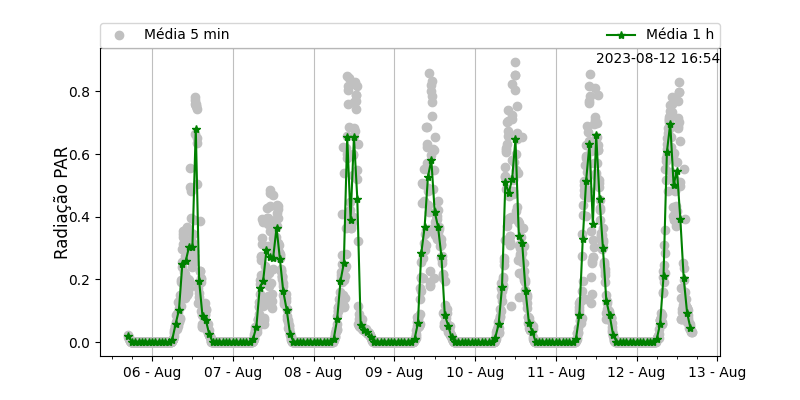 Média 5 min
Média 1 h
2023-08-12 16:54
Radiação PAR
0.8
0.6
0.4
0.2
0.0
06 - Aug
07 - Aug
08 - Aug
09 - Aug
10 - Aug
11 - Aug
12 - Aug
13 - Aug